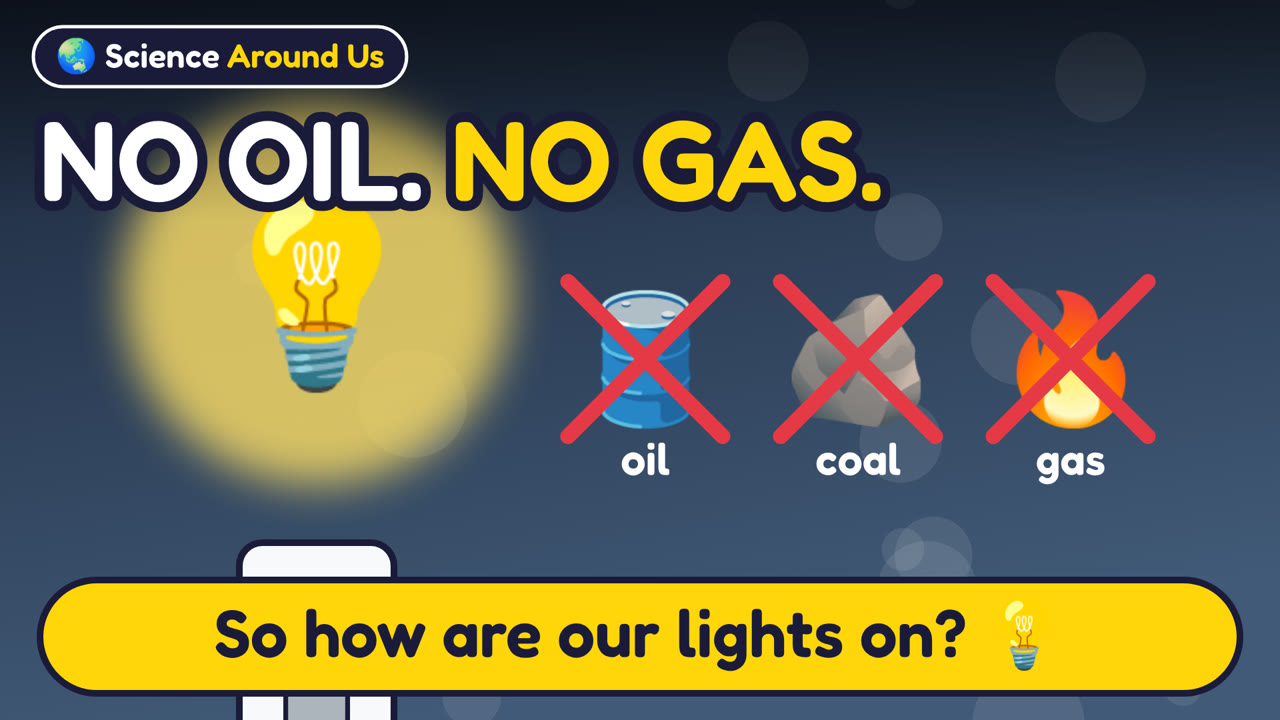 Science Around Us
NO OIL. NO GAS.
oil coal gas
So how are our lights on?